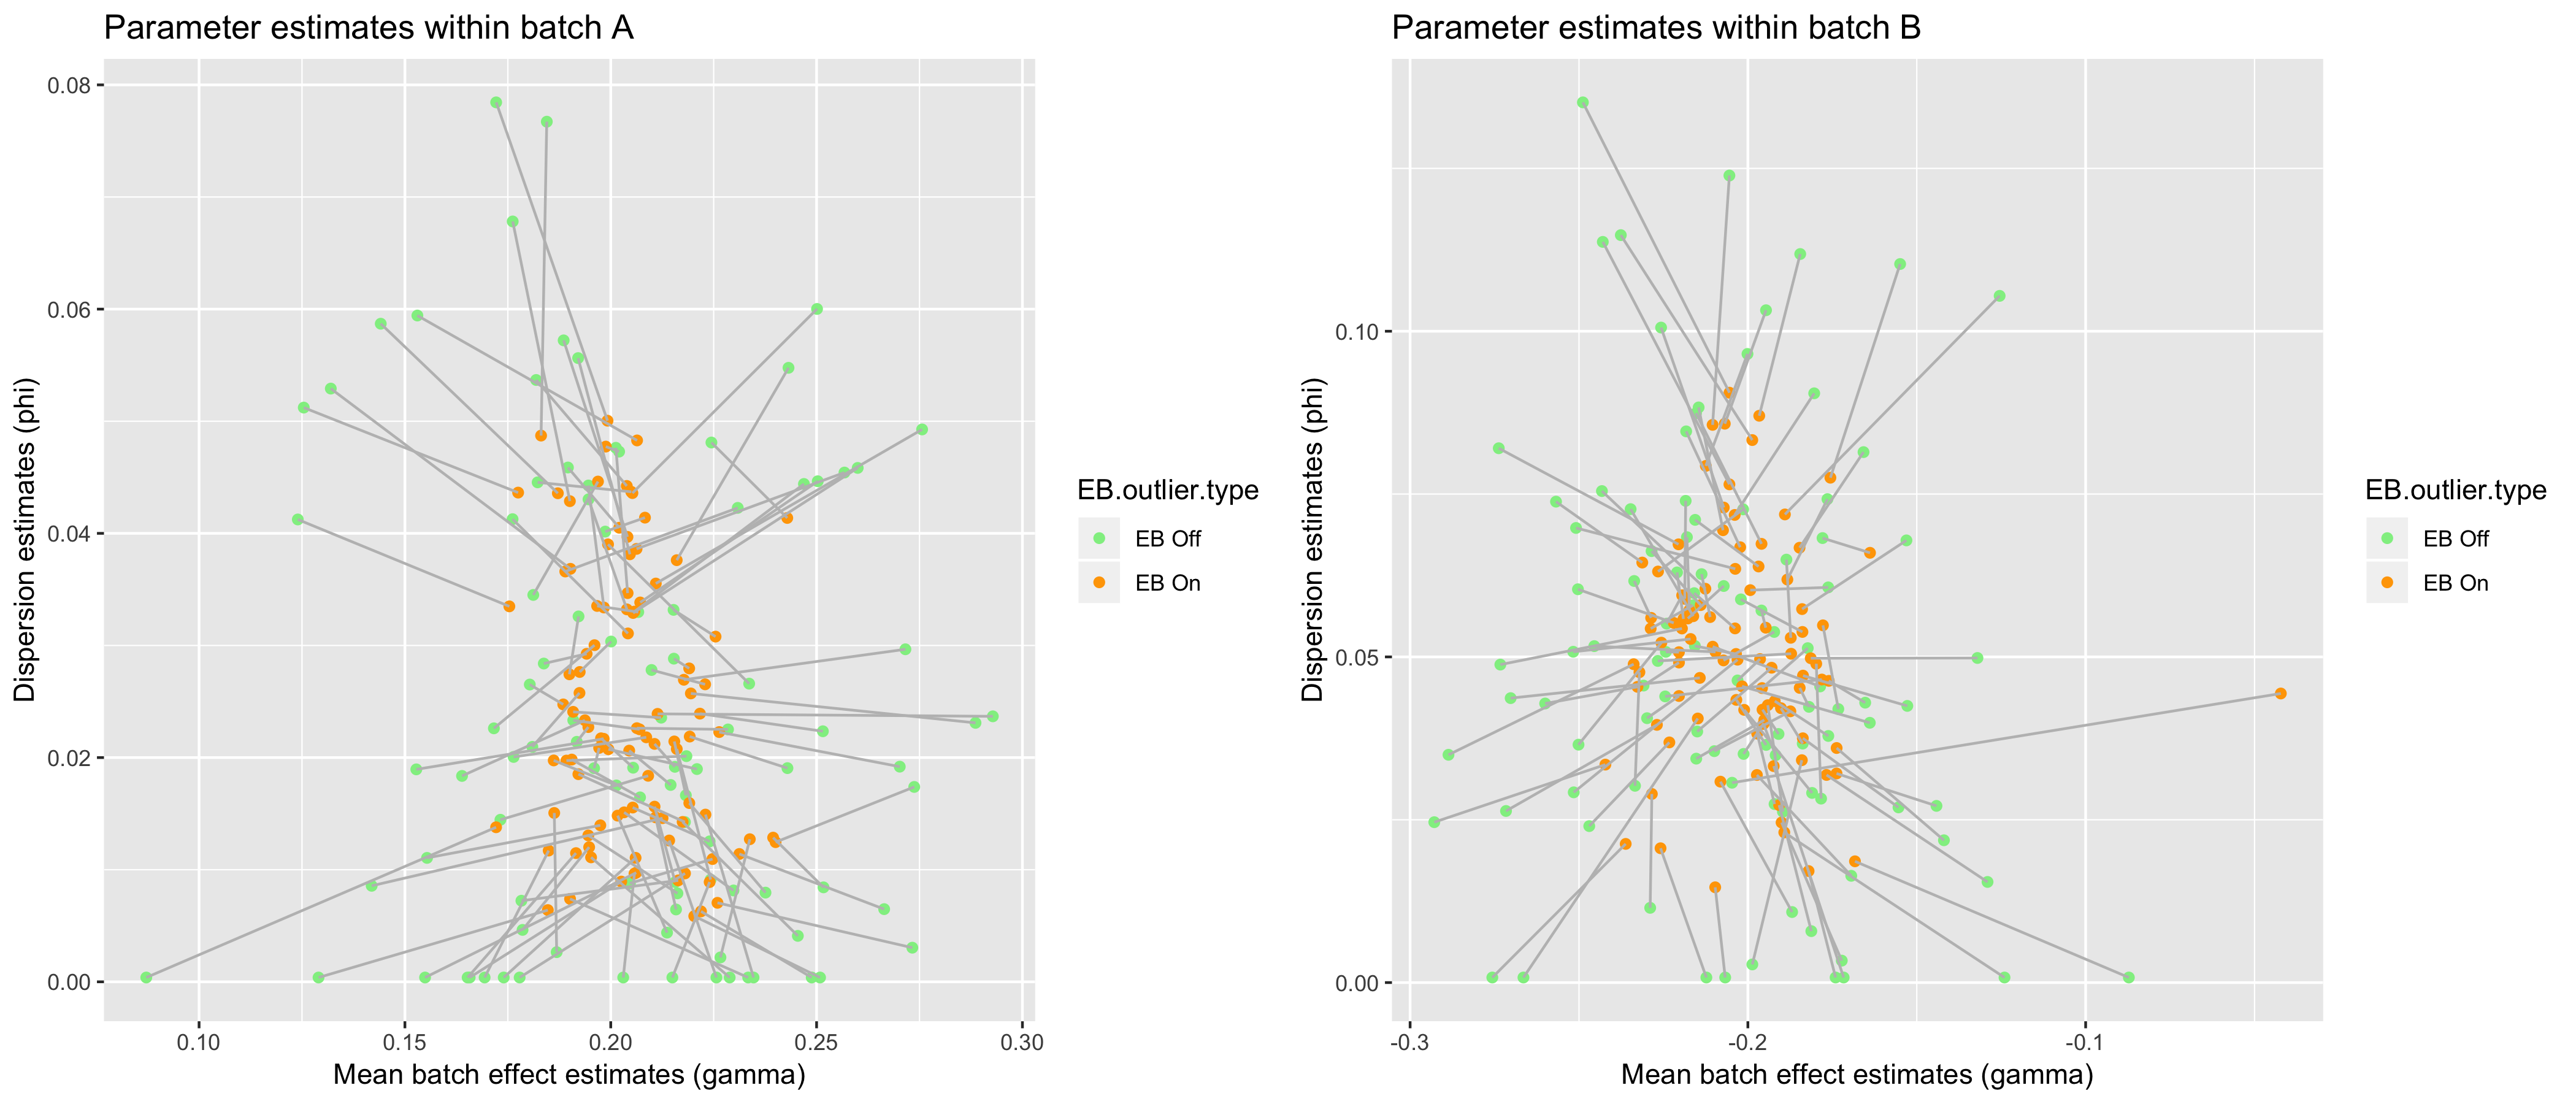 Parameter estimates within batch A
Dispersion estimates (phi)
0.08
0.06
0.04
0.02
0.00
0.10
0.15
0.20
0.25
0.30
Mean batch effect estimates (gamma)
EB.outlier.type
EB Off
EB On
Parameter estimates within batch B
Dispersion estimates (phi)
0.10
0.05
0.00
-0.3
-0.2
-0.1
Mean batch effect estimates (gamma)
EB.outlier.type
EB Off
EB On